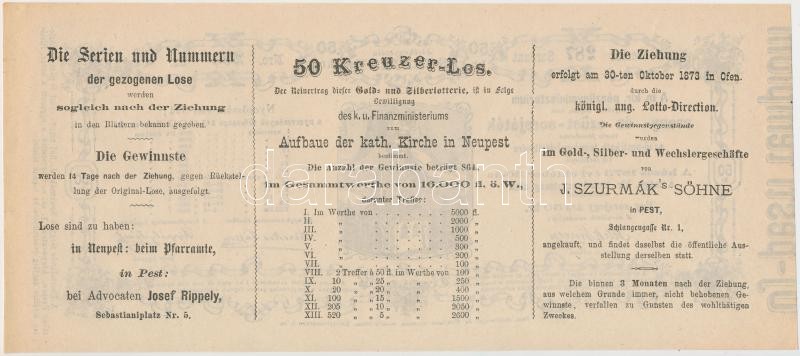 Die Serien und Nummern
der gezogenen Lose
werden
sogleich nach der Ziehung
in den Blättern bekannt gegeben.
Die Gewinnste
werden 14 Tage nach der Ziehung, gegen Rückstel-
lung der Original-Lose, ausgefolgt.
Lose sind zu haben:
in Neupest: beim Pfarramte,
in Pest:
bei Advocaten Josef Rippely,
Sebastianiplatz Nr. 5.
50 Kreuzer-Los.
Der Reinertrag dieser Gold- und Silberlotterie, ist in Folge
Bewilligung
des k. u. Finanzministeriums
zum
Aufbaue der kath. Kirche in Neupest
bestimmt.
Die Anzahl der Gewinnste beträgt 864,
im Gesammtwerthe von 16.000 fl. ö. W.,
darunter Treffer:
I. Im Werthe von . . . . . . . 5000 fl.
II. „ . . . . . . . 2000 „
III. „ . . . . . . . 1000 „
IV. „ . . . . . . . 500 „
V. „ . . . . . . . 300 „
VI. „ . . . . . . . 200 „
VII. „ . . . . . . . 100 „
VIII. 2 Treffer à 50 fl. im Werthe von 100 „
IX. 10 „ „ 25 „ „ „ 250 „
X. 20 „ „ 20 „ „ „ 400 „
XI. 100 „ „ 15 „ „ „ 1500 „
XII. 205 „ „ 10 „ „ „ 2050 „
XIII. 520 „ „ 5 „ „ „ 2600 „
Die Ziehung
erfolgt am 30-ten Oktober 1873 in Ofen,
durch die
königl. ung. Lotto-Direction.
Die Gewinnstgegenstände
wurden
im Gold-, Silber- und Wechslergeschäfte
von
J. SZURMÁK's SÖHNE
in PEST,
Schlangengasse Nr. 1,
angekauft, und findet daselbst die öffentliche Aus-
stellung derselben statt.
Die binnen 3 Monaten nach der Ziehung,
aus welchem Grunde immer, nicht behobenen Ge-
winnste, verfallen zu Gunsten des wohlthätigen
Zweckes.
darabanth